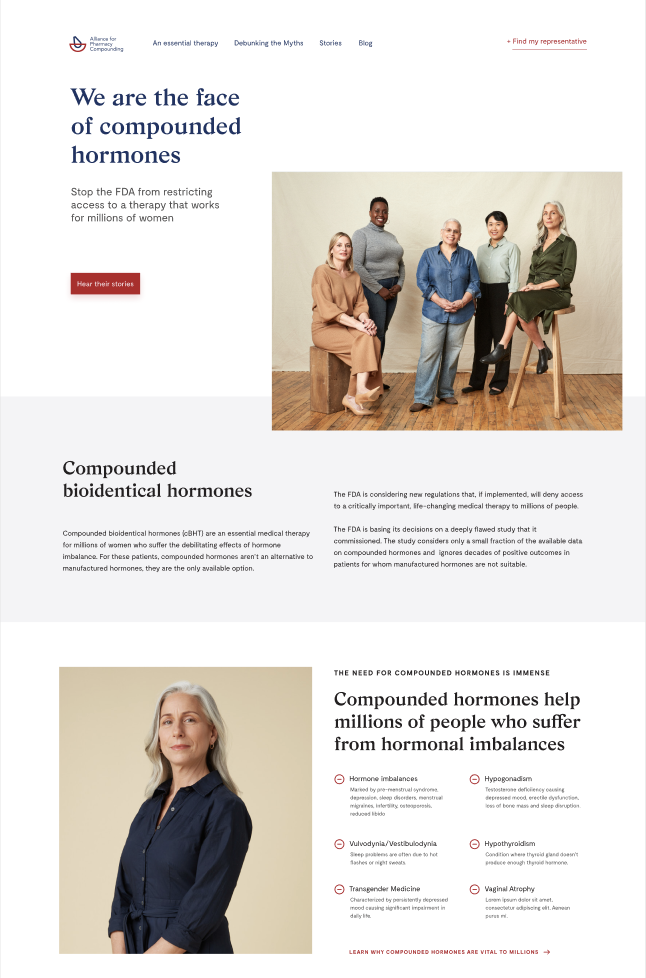 Alliance for
Pharmacy
Compounding
An essential therapy
Debunking the Myths
Stories
Blog
+ Find my representative
We are the face
of compounded
hormones
Stop the FDA from restricting
access to a therapy that works
for millions of women
Hear their stories
Compounded
bioidentical hormones
Compounded bioidentical hormones (cBHT) are an essential medical therapy
for millions of women who suffer the debilitating effects of hormone
imbalance. For these patients, compounded hormones aren't an alternative to
manufactured hormones, they are the only available option.
The FDA is considering new regulations that, if implemented, will deny access
to a critically important, life-changing medical therapy to millions of people.
The FDA is basing its decisions on a deeply flawed study that it
commissioned. The study considers only a small fraction of the available data
on compounded hormones and ignores decades of positive outcomes in
patients for whom manufactured hormones are not suitable.
THE NEED FOR COMPOUNDED HORMONES IS IMMENSE
Compounded hormones help
millions of people who suffer
from hormonal imbalances
Hormone imbalances
Marked by pre-menstrual syndrome,
depression, sleep disorders, menstrual
migraines, infertility, osteoporosis,
reduced libido
Hypogonadism
Testosterone deficiency causing
depressed mood, erectile dysfunction,
loss of bone mass and sleep disruption.
Vulvodynia/Vestibulodynia
Sleep problems are often due to hot
flashes or night sweats
Hypothyroidism
Condition where thyroid gland doesn't
produce enough thyroid hormone.
Transgender Medicine
Characterized by persistently depressed
mood causing significant impairment in
daily life.
Vaginal Atrophy
Lorem ipsum dolor sit amet,
consectetur adipiscing elit. Aenean
purus mi.
LEARN WHY COMPOUNDED HORMONES ARE VITAL TO MILLIONS →